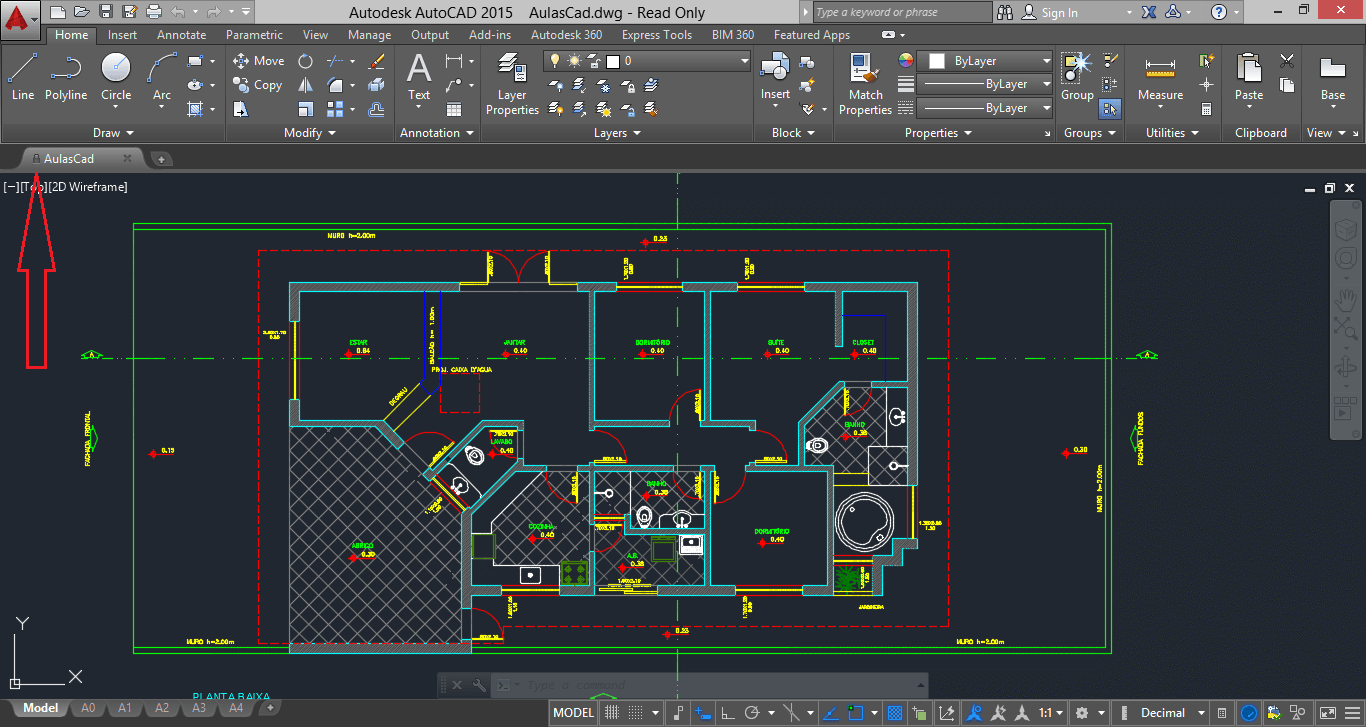 Autodesk AutoCAD 2015 AulasCad.dwg - Read Only
Type a keyword or phrase
Sign In
Home Insert Annotate Parametric View Manage Output Add-ins Autodesk 360 Express Tools BIM 360 Featured Apps
Line Polyline Circle Arc
Move
Copy
Text
Layer Properties
0
Insert
Match Properties
ByLayer
ByLayer
ByLayer
Group
Measure
Paste
Base
Draw Modify Annotation Layers Block Properties Groups Utilities Clipboard View
AulasCad
[−][Top][2D Wireframe]
MURO h=2.00m
0.23
ESTAR
0.84
BALCÃO h= 1.00m
JANTAR
0.40
DORMITÓRIO
0.40
SUÍTE
0.40
CLOSET
0.40
PROJ. CAIXA D'AGUA
DEGRAU
A
A
FACHADA FRONTAL
FACHADA FUNDOS
0.15
0.30
LAVABO
0.40
BANHO
0.38
BANHO
0.38
MURO h=2.00m
COZINHA
0.40
DORMITÓRIO
0.40
ABRIGO
0.30
A.S.
0.38
JARDINEIRA
0.23
MURO h=2.00m
MURO h=2.00m
PLANTA BAIXA
Y
X
Type a command
Model A0 A1 A2 A3 A4
MODEL
1:1
Decimal